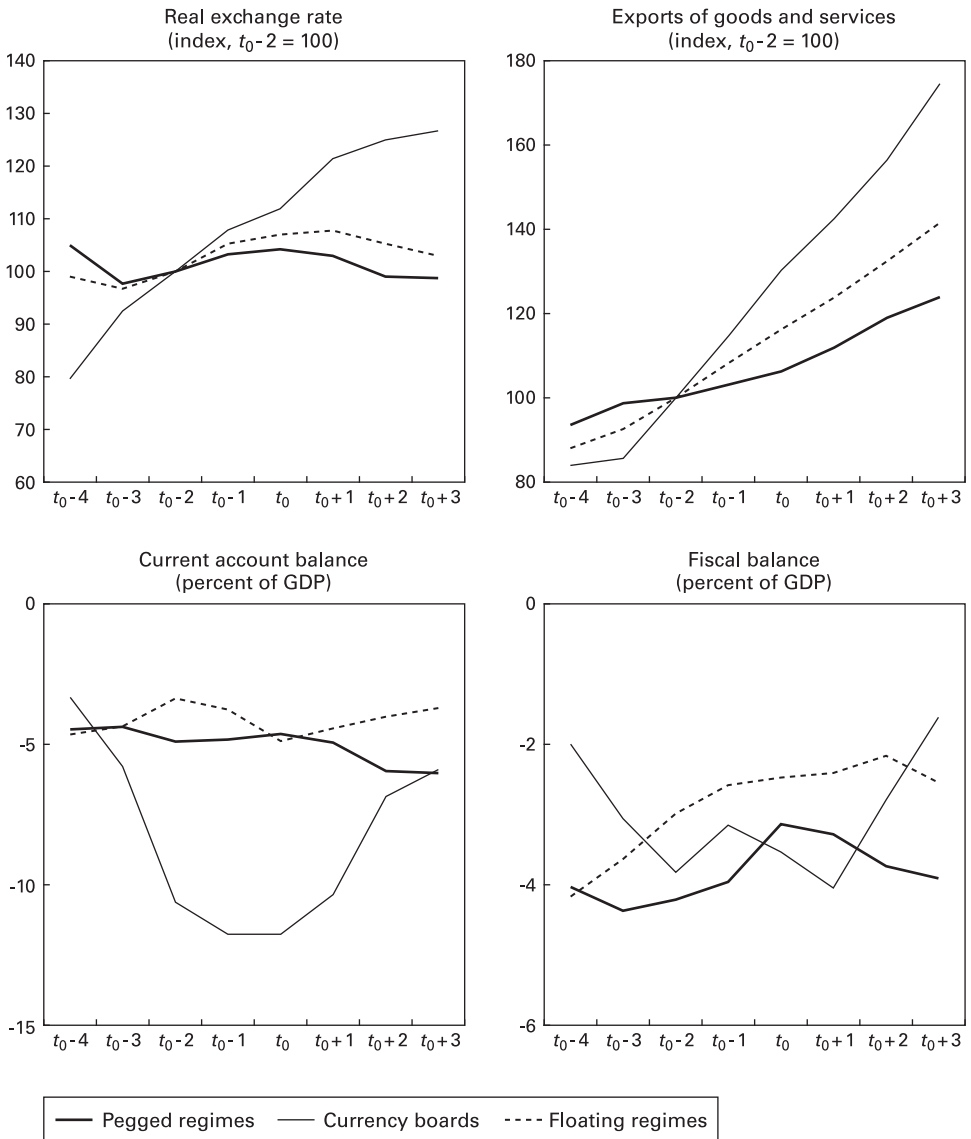 Real exchange rate
(index, t0-2 = 100)
140
130
120
110
100
90
80
70
60
t0-4 t0-3 t0-2 t0-1 t0 t0+1 t0+2 t0+3
Exports of goods and services
(index, t0-2 = 100)
180
160
140
120
100
80
t0-4 t0-3 t0-2 t0-1 t0 t0+1 t0+2 t0+3
Current account balance
(percent of GDP)
0
-5
-10
-15
t0-4 t0-3 t0-2 t0-1 t0 t0+1 t0+2 t0+3
Fiscal balance
(percent of GDP)
0
-2
-4
-6
t0-4 t0-3 t0-2 t0-1 t0 t0+1 t0+2 t0+3
Pegged regimes Currency boards Floating regimes